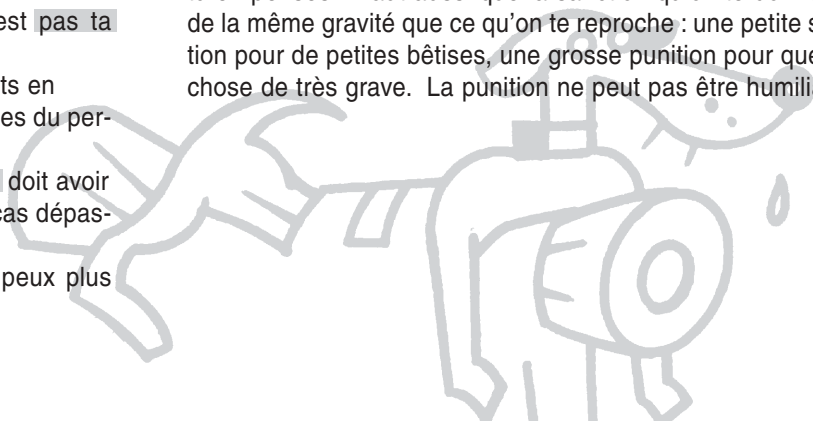 est pas ta
ts en
es du per-
doit avoir
cas dépas-
peux plus
de la même gravité que ce qu'on te reproche : une petite s
tion pour de petites bêtises, une grosse punition pour que
chose de très grave. La punition ne peut pas être humili